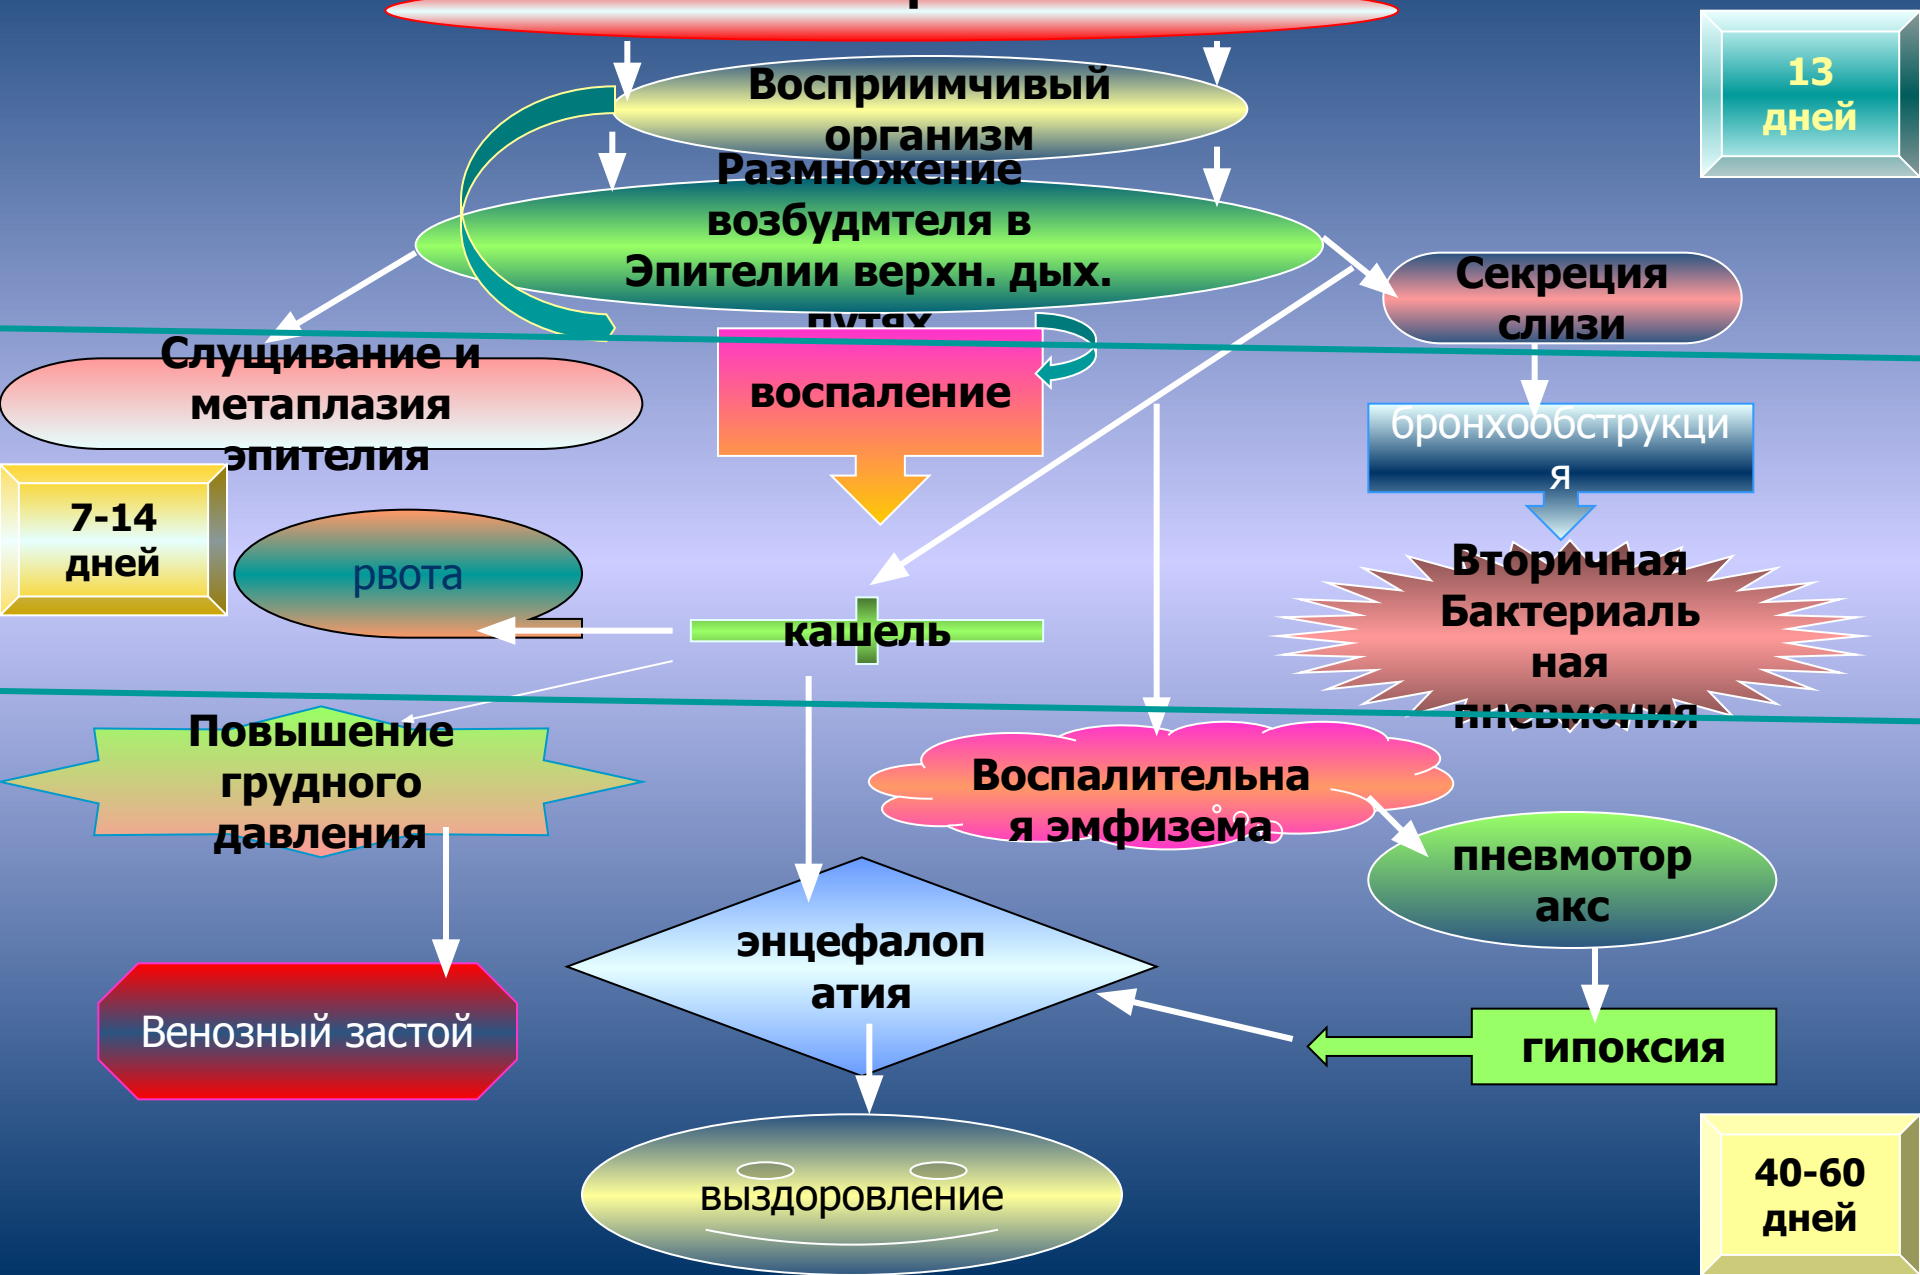 Восприимчивый
организм
13
дней
Размножение
возбудмтеля в
Эпителии верхн. дых.
путях
Секреция
слизи
Слущивание и
метаплазия
эпителия
воспаление
бронхообструкци
я
7-14
дней
рвота
кашель
Вторичная
Бактериаль
ная
пневмония
Повышение
грудного
давления
Воспалительна
я эмфизема
пневмотор
акс
энцефалоп
атия
Венозный застой
гипоксия
выздоровление
40-60
дней